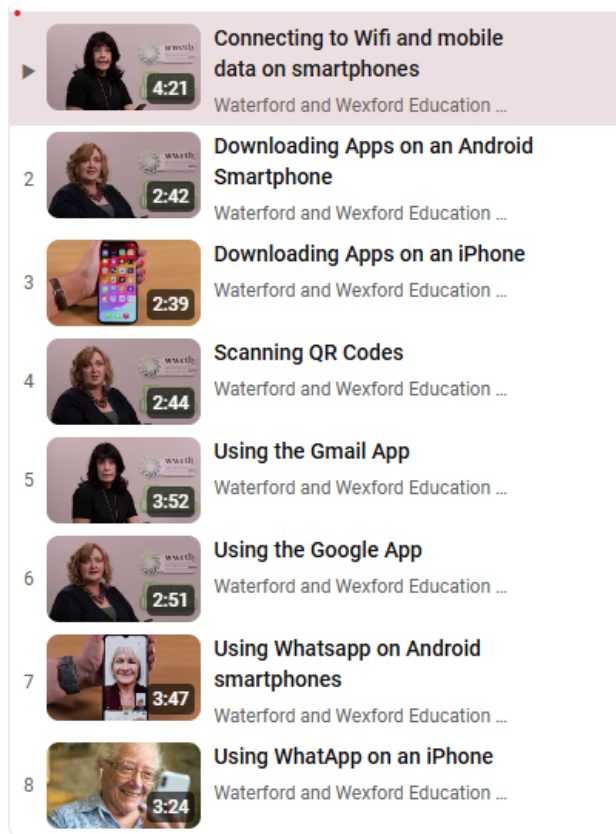 Connecting to Wifi and mobile
data on smartphones
Waterford and Wexford Education ...
wwetb
4:21
2
Downloading Apps on an Android
Smartphone
Waterford and Wexford Education ...
wwetb
2:42
3
Downloading Apps on an iPhone
Waterford and Wexford Education ...
2:39
4
Scanning QR Codes
Waterford and Wexford Education ...
wwetb
2:44
5
Using the Gmail App
Waterford and Wexford Education ...
wwetb
3:52
6
Using the Google App
Waterford and Wexford Education ...
wwetb
2:51
7
Using Whatsapp on Android
smartphones
Waterford and Wexford Education ...
3:47
8
Using WhatApp on an iPhone
Waterford and Wexford Education ...
3:24